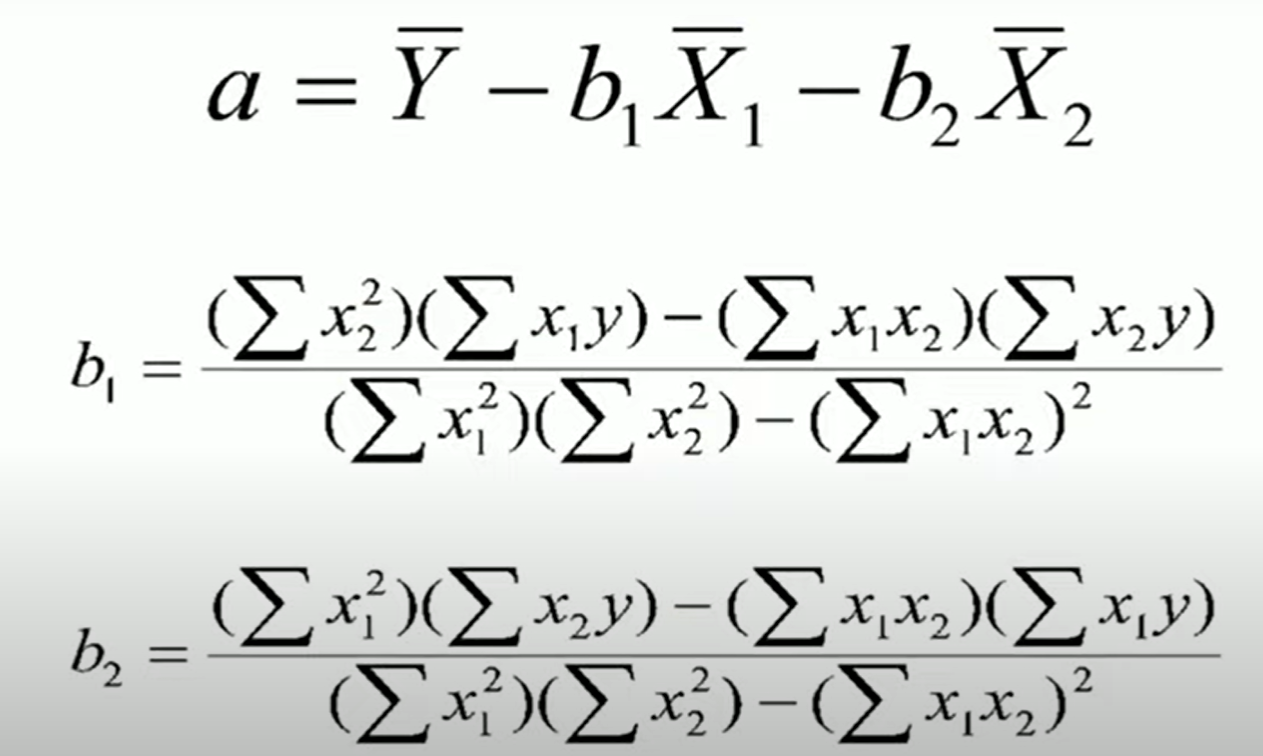 a = Y̅ − b₁X̅₁ − b₂X̅₂
b₁ = (∑x₂²)(∑x₁y) − (∑x₁x₂)(∑x₂y) / (∑x₁²)(∑x₂²) − (∑x₁x₂)²
b₂ = (∑x₁²)(∑x₂y) − (∑x₁x₂)(∑x₁y) / (∑x₁²)(∑x₂²) − (∑x₁x₂)²